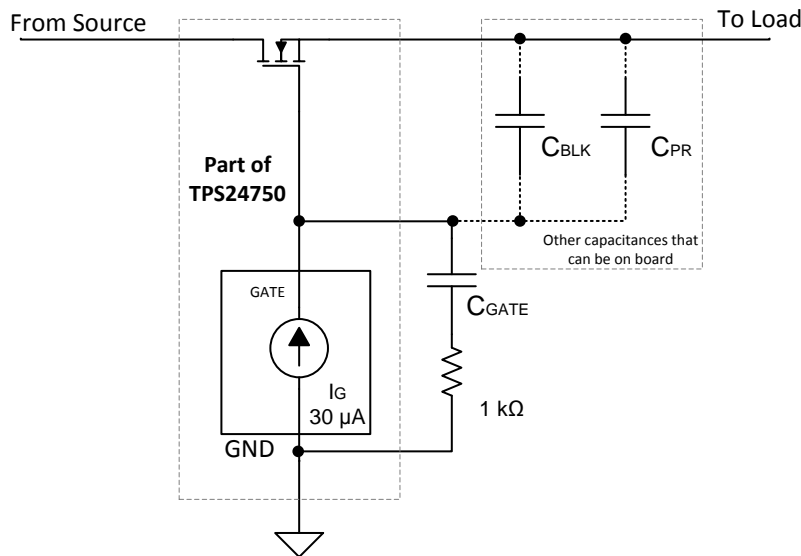 From Source
To Load
CBLK
CPR
Part of
TPS24750
Other capacitances that
can be on board
GATE
CGATE
IG
30 µA
1 kΩ
GND